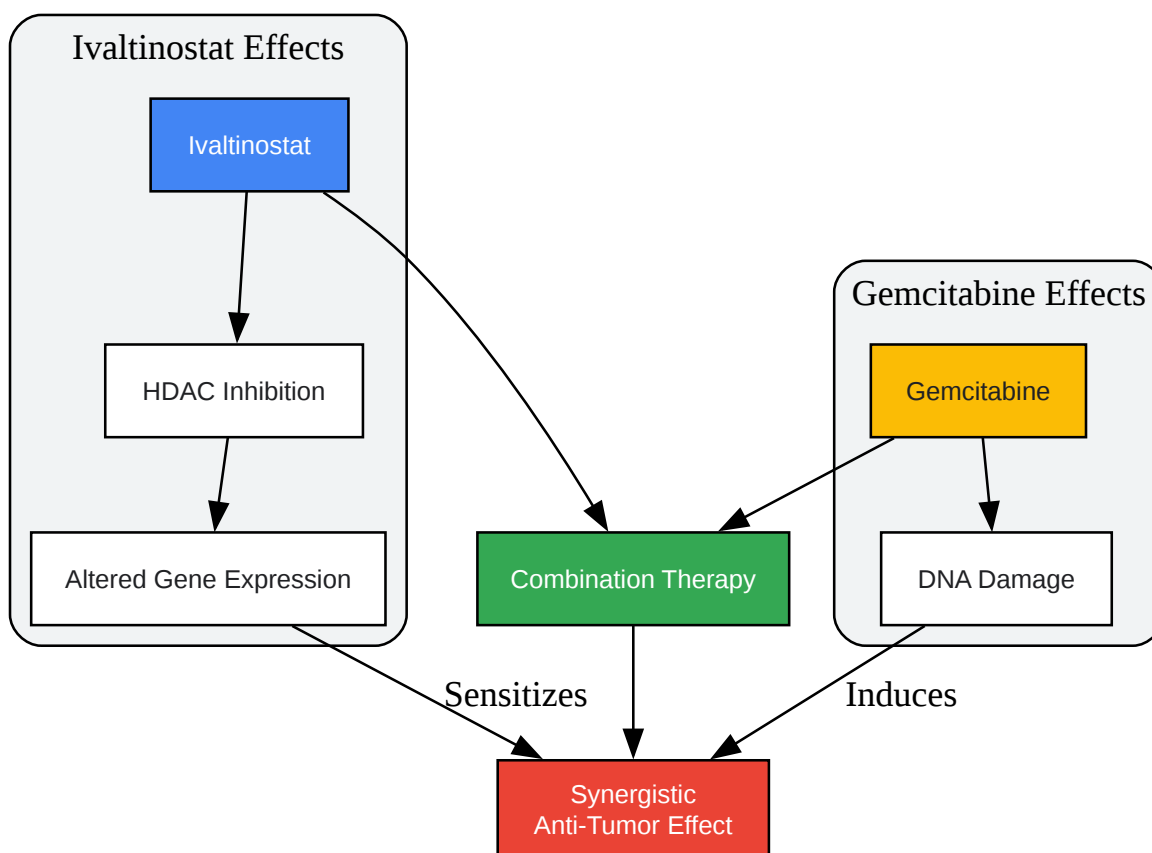 Ivaltinostat Effects
Ivaltinostat
Gemcitabine Effects
HDAC Inhibition
Gemcitabine
Altered Gene Expression
Combination Therapy
DNA Damage
Sensitizes
Induces
Synergistic
Anti-Tumor Effect